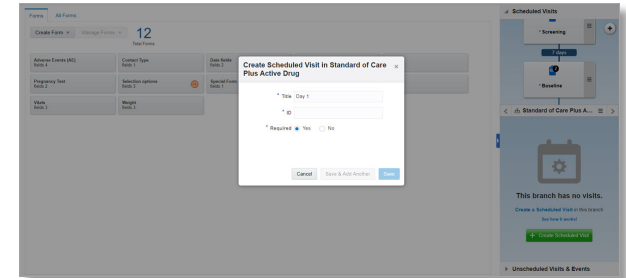 Forms All Forms
Create Form Manage Forms 12
Total Forms
Adverse Events (AE)
fields 4
Contact Type
fields 1
Date fields
fields 2
Pregnancy Test
fields 2
Selection options
fields 2
Special Form
fields 1
Vitals
fields 3
Weight
fields 3
Create Scheduled Visit in Standard of Care ×
Plus Active Drug
* Title Day 1
* ID
* Required Yes No
Cancel Save & Add Another Save
Scheduled Visits
* Screening
7 days
* Baseline
Standard of Care Plus A...
This branch has no visits.
Create a Scheduled Visit in this branch
See how it works!
+ Create Scheduled Visit
Unscheduled Visits & Events